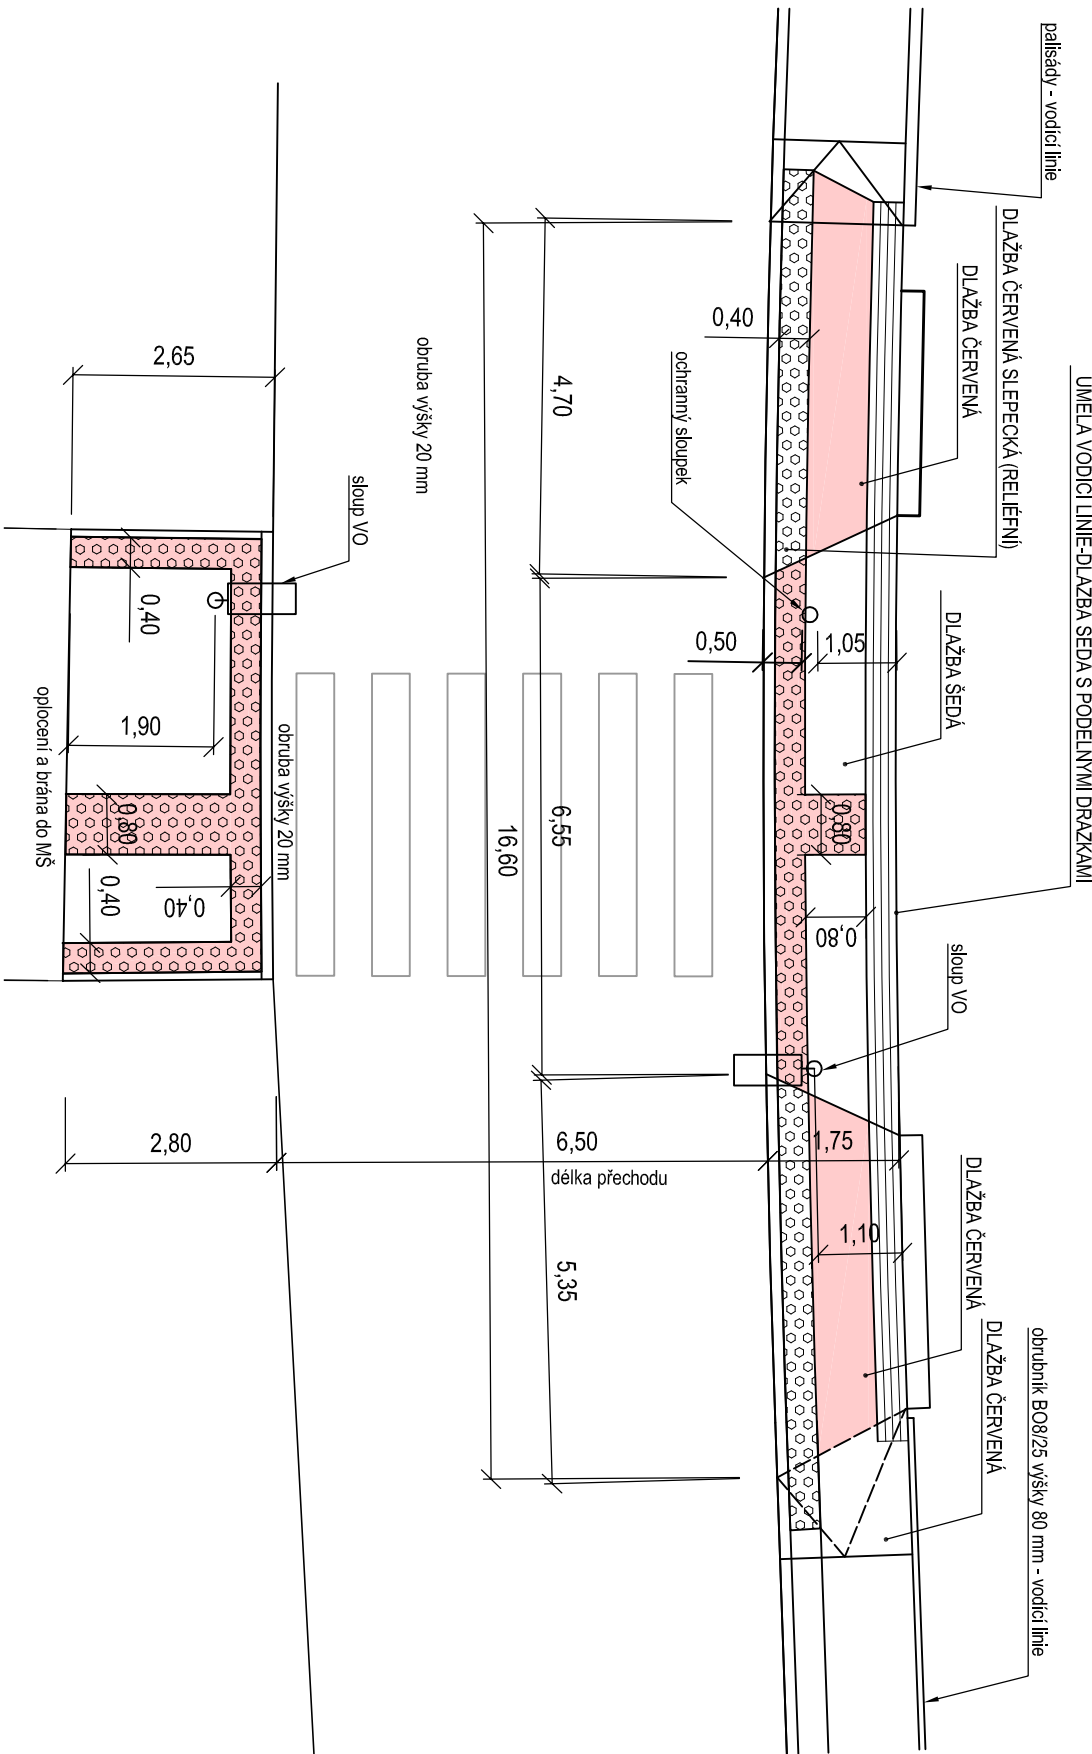 palisády - vodící linie
DLAŽBA ČERVENÁ SLEPECKÁ (RELIÉFNÍ)
DLAŽBA ČERVENÁ
UMĚLÁ VODÍCÍ LINIE-DLAŽBA ŠEDÁ S PODÉLNÝMI DRÁŽKAMI
0,40
ochranný sloupek
2,65
obruba výšky 20 mm
4,70
sloup VO
0,40
0,50
1,05
DLAŽBA ŠEDÁ
1,90
oplocení a brána do MŠ
obruba výšky 20 mm
0,80
0,40
0,40
6,55
16,60
0,80
0,80
sloup VO
2,80
6,50
délka přechodu
1,75
1,10
5,35
DLAŽBA ČERVENÁ
DLAŽBA ČERVENÁ
obrubník BO8/25 výšky 80 mm - vodící linie